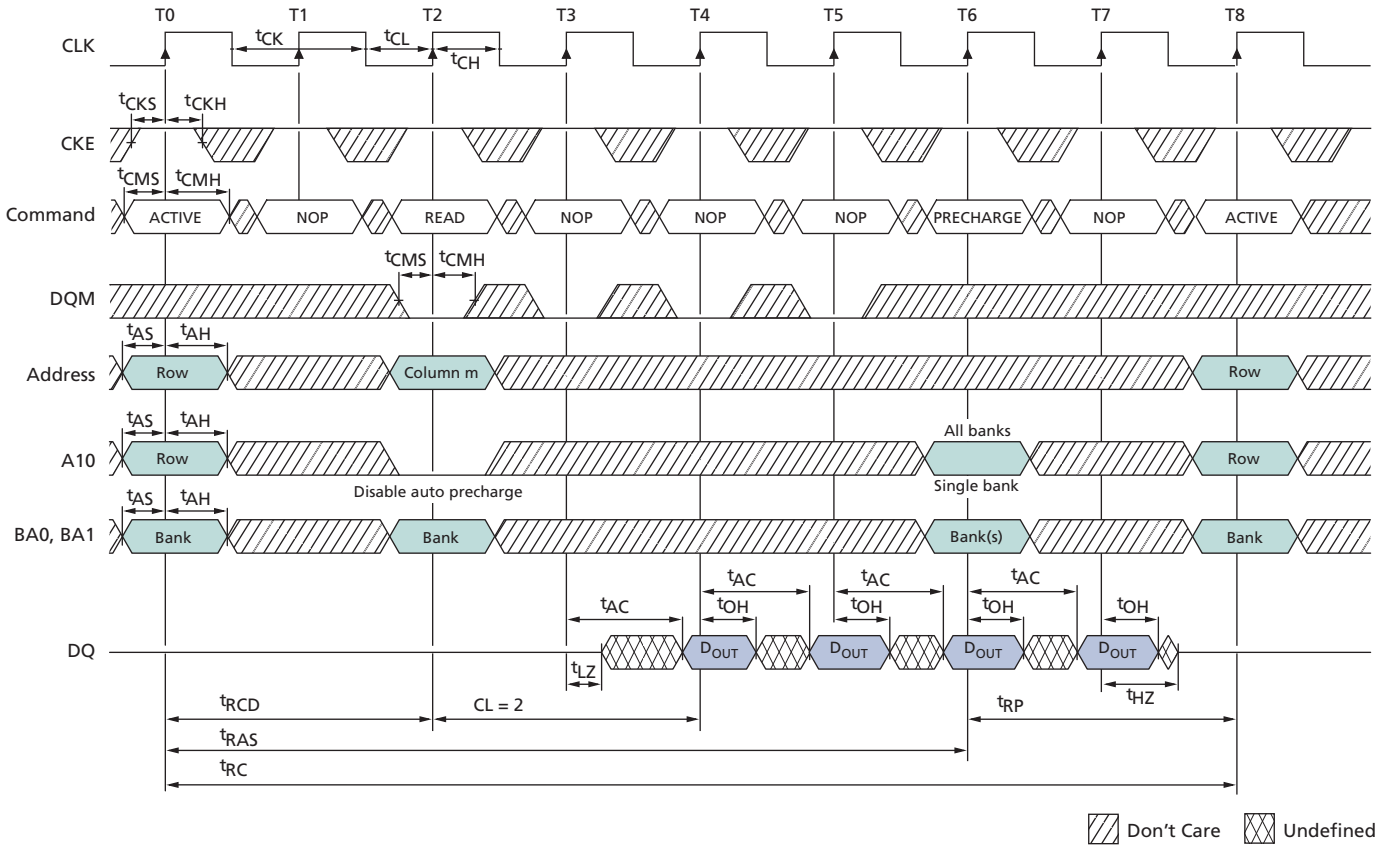 T0 T1 T2 T3 T4 T5 T6 T7 T8
CLK tCK tCL tCH
tCKS tCKH
CKE
tCMS tCMH
Command ACTIVE NOP READ NOP NOP NOP PRECHARGE NOP ACTIVE
tCMS tCMH
DQM
tAS tAH
Address Row Column m Row
tAS tAH All banks
A10 Row Row
Disable auto precharge Single bank
tAS tAH
BA0, BA1 Bank Bank Bank(s) Bank
tAC tAC tAC tAC
tOH tOH tOH tOH
DQ DOUT DOUT DOUT DOUT
tLZ tHZ
tRCD CL = 2 tRP
tRAS
tRC
Don't Care Undefined